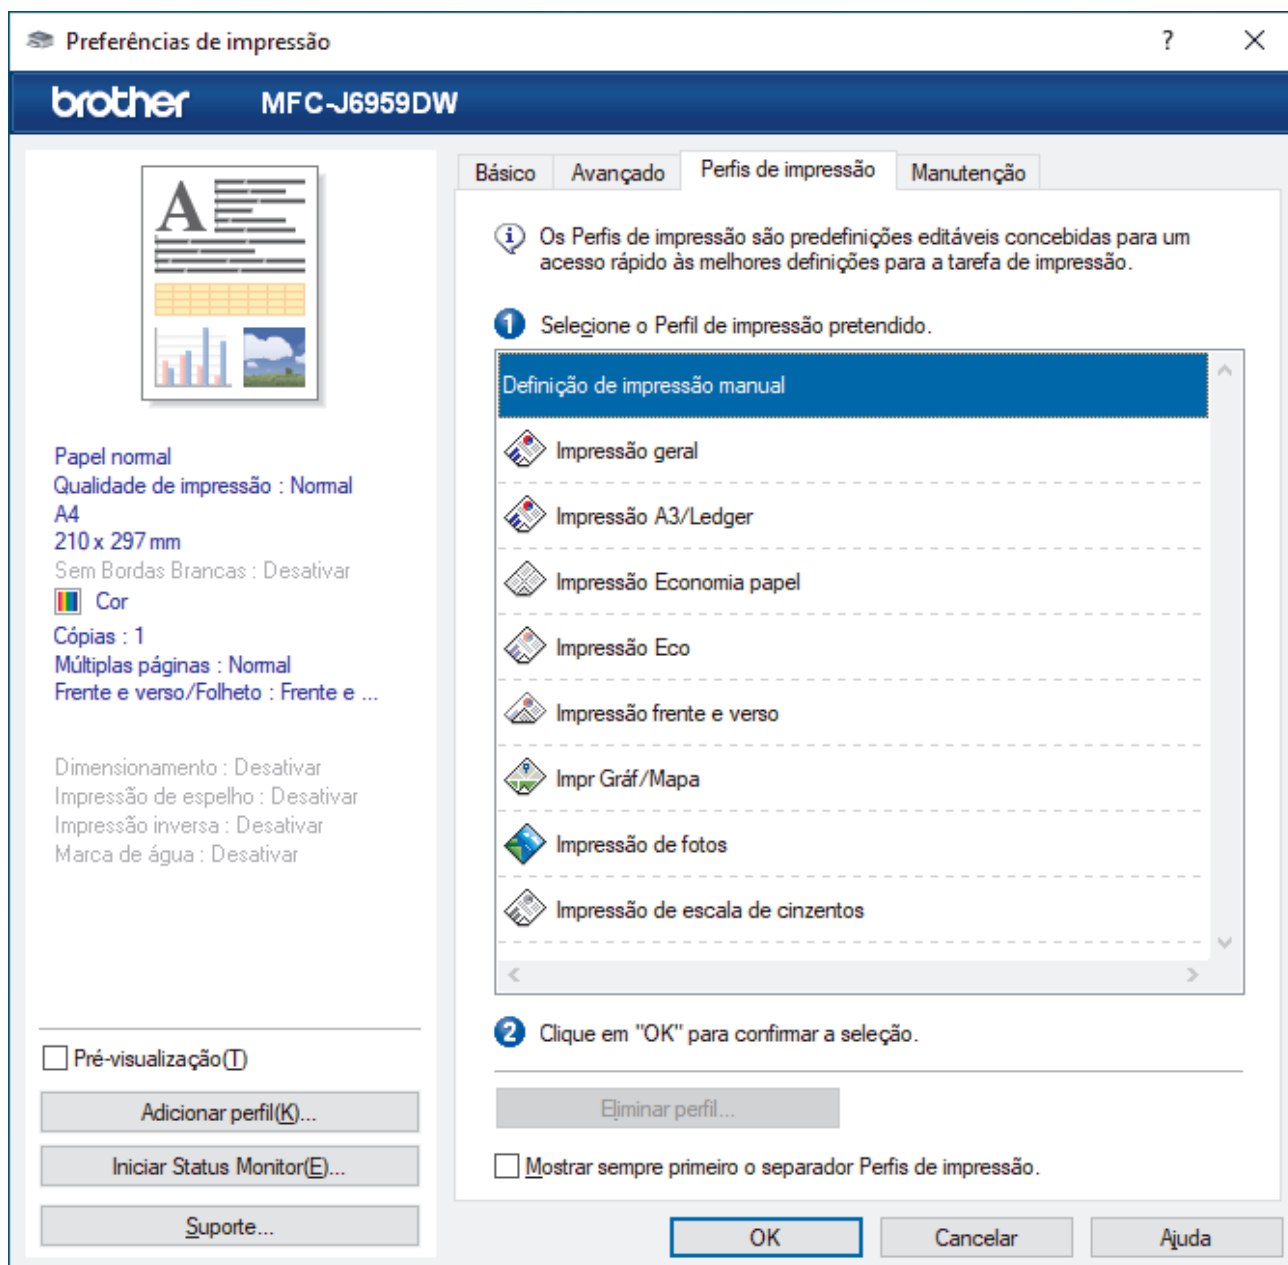 Preferências de impressão
?
brother MFC-J6959DW
A
Papel normal
Qualidade de impressão : Normal
A4
210 x 297 mm
Sem Bordas Brancas : Desativar
Cor
Cópias : 1
Múltiplas páginas : Normal
Frente e verso/Folheto : Frente e ...
Dimensionamento : Desativar
Impressão de espelho : Desativar
Impressão inversa : Desativar
Marca de água : Desativar
Pré-visualização(T)
Adicionar perfil(K)...
Iniciar Status Monitor(E)...
Suporte...
Básico Avançado Perfis de impressão Manutenção
Os Perfis de impressão são predefinições editáveis concebidas para um
acesso rápido às melhores definições para a tarefa de impressão.
1 Selecione o Perfil de impressão pretendido.
Definição de impressão manual
Impressão geral
Impressão A3/Ledger
Impressão Economia papel
Impressão Eco
Impressão frente e verso
Impr Gráf/Mapa
Impressão de fotos
Impressão de escala de cinzentos
2 Clique em "OK" para confirmar a seleção.
Eliminar perfil...
Mostrar sempre primeiro o separador Perfis de impressão.
OK Cancelar Ajuda